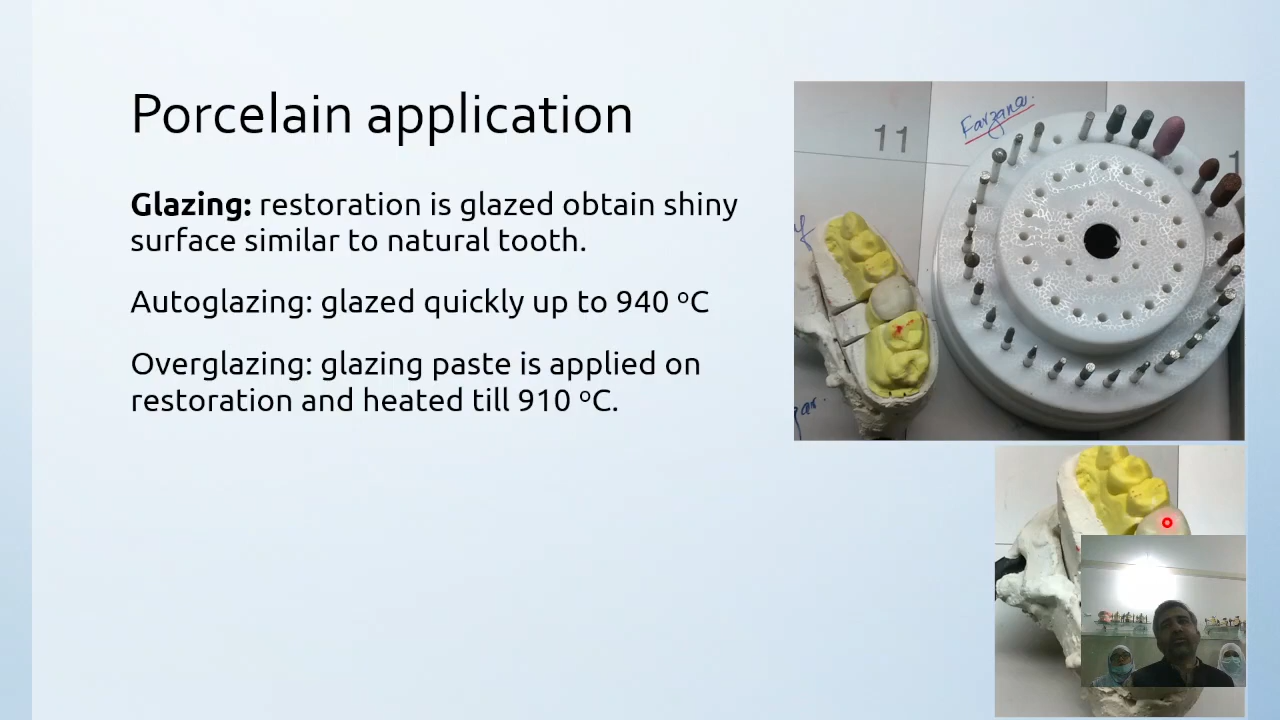 Porcelain application
Glazing: restoration is glazed obtain shiny
surface similar to natural tooth.
Autoglazing: glazed quickly up to 940 ºC
Overglazing: glazing paste is applied on
restoration and heated till 910 ºC.
11
Farzana.